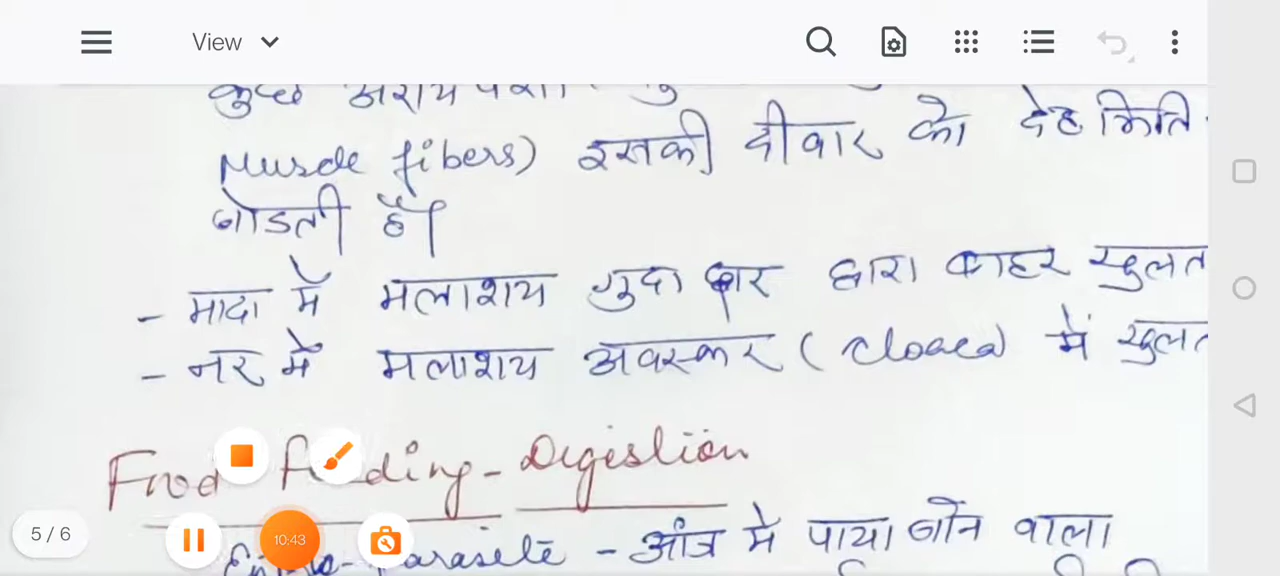 View
कुछ
Muscle fibers) इसकी दीवार को देह भिति
जोडती हैं।
- मादा में मलाशय गुदा द्वार द्वारा बाहर खुलत
- नर में मलाशय अवस्कर (cloaca) में खुलत
Food feeding - Digestion
Parasite - आंत्र में पाया जाने वाला
5 / 6
10:43